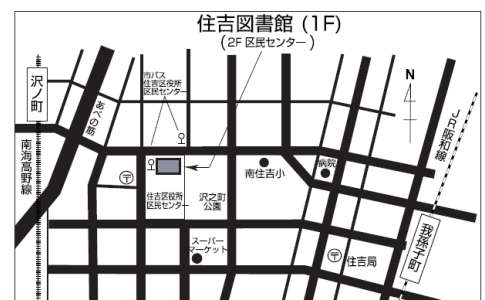 住吉図書館 (1F)
(2F 区民センター)
沢ノ町
市バス
住吉区役所
区民センター
N
あべの筋
JR阪和線
南海高野線
〒
住吉区役所
区民センター
沢之町
公園
南住吉小
病院
我孫子町
スーパー
マーケット
〒
住吉局